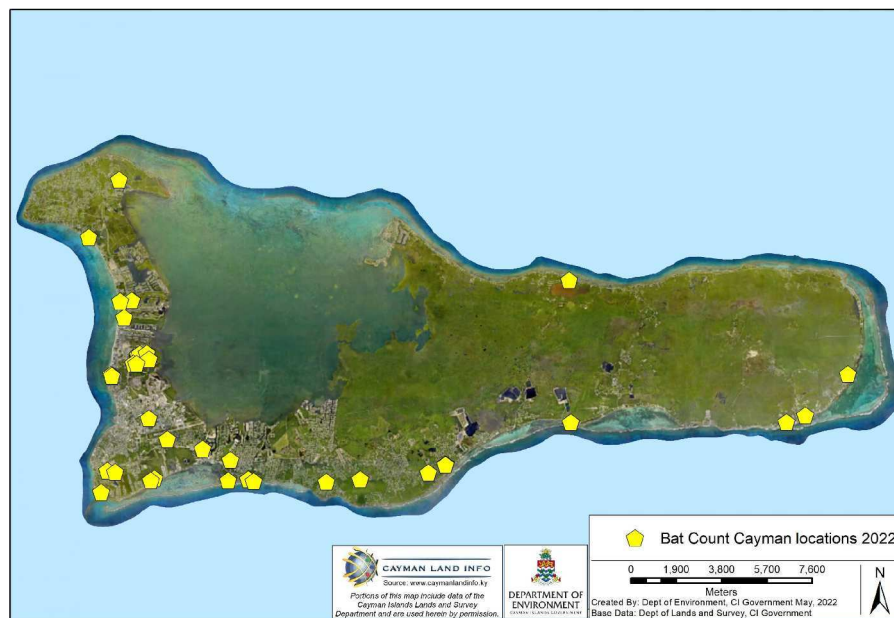 Bat Count Cayman locations 2022
0 1,900 3,800 5,700 7,600
Meters
N
Created By: Dept of Environment, CI Government May, 2022
Base Data: Dept of Lands and Survey, CI Government
CAYMAN LAND INFO
Source: www.caymanlandinfo.ky
Portions of this map include data of the
Cayman Islands Lands and Survey
Department and are used herein by permission.
DEPARTMENT OF
ENVIRONMENT
CAYMAN ISLANDS GOVERNMENT